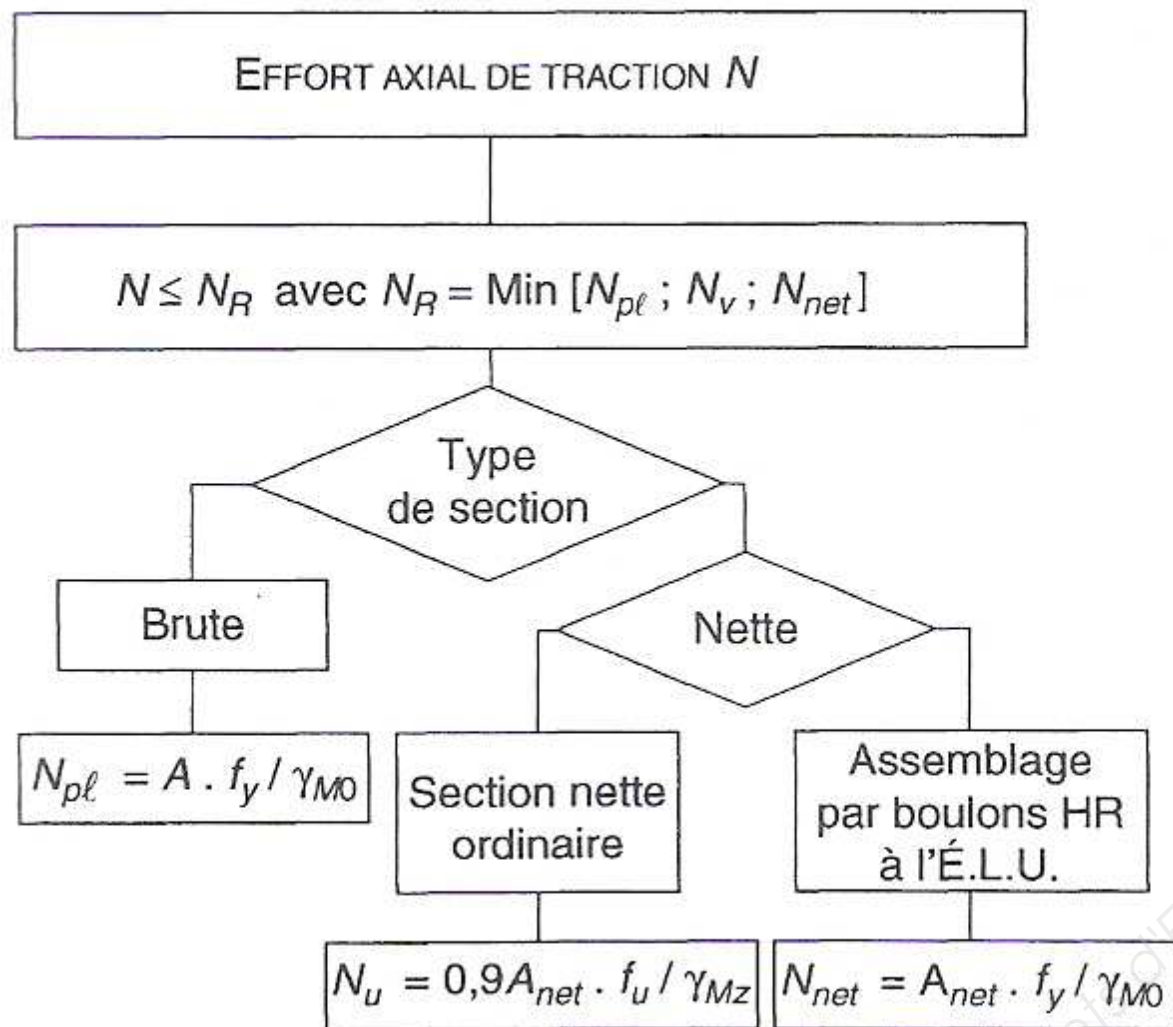 EFFORT AXIAL DE TRACTION N
N ≤ N_R avec N_R = Min [N_pℓ ; N_v ; N_net]
Type
de section
Brute
Nette
N_pℓ = A . f_y / γ_M0
Section nette
ordinaire
Assemblage
par boulons HR
à l'É.L.U.
N_u = 0,9A_net . f_u / γ_Mz
N_net = A_net . f_y / γ_M0